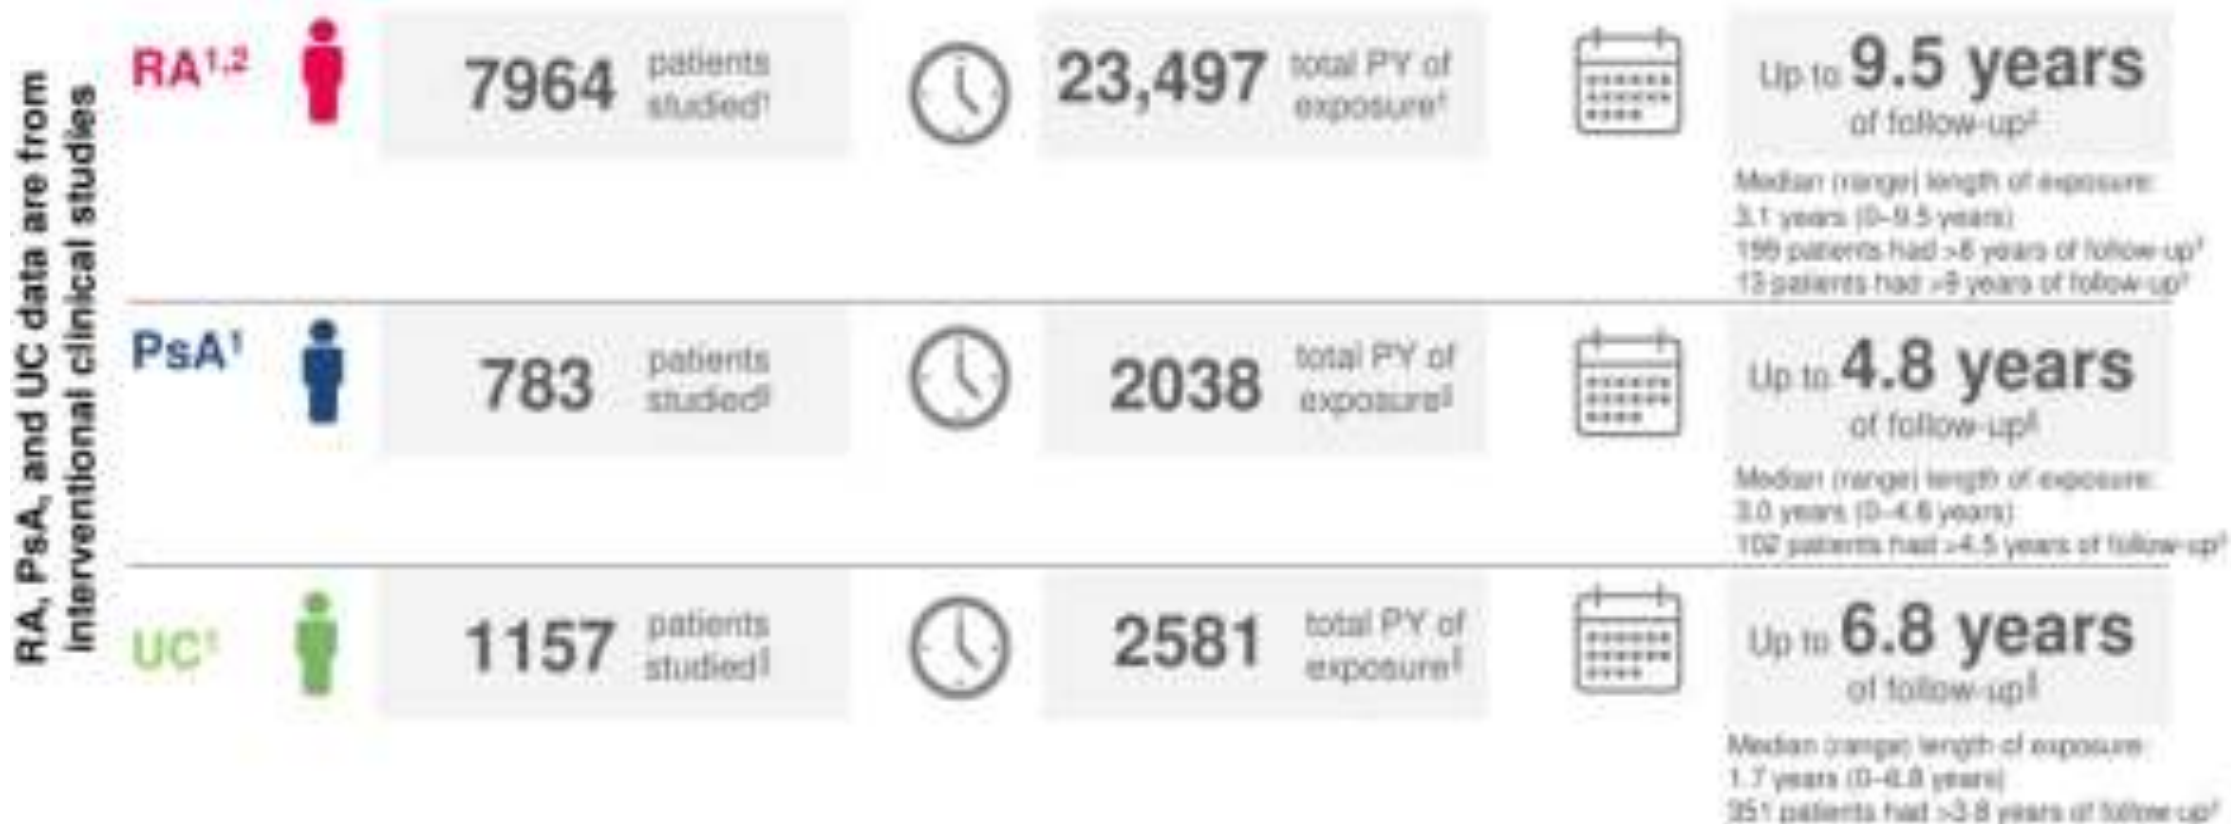 RA, PsA, and UC data are from
interventional clinical studies
RA¹,²
7964 patients
studied†
23,497 total PY of
exposure†
Up to 9.5 years
of follow-up‡
Median (range) length of exposure:
3.1 years (0–9.5 years)
199 patients had >8 years of follow-up
13 patients had >9 years of follow-up
PsA¹
783 patients
studied
2038 total PY of
exposure
Up to 4.8 years
of follow-up
Median (range) length of exposure:
3.0 years (0–4.8 years)
102 patients had >4.5 years of follow-up
UC¹
1157 patients
studied
2581 total PY of
exposure
Up to 6.8 years
of follow-up
Median (range) length of exposure:
1.7 years (0–6.8 years)
351 patients had >3.8 years of follow-up